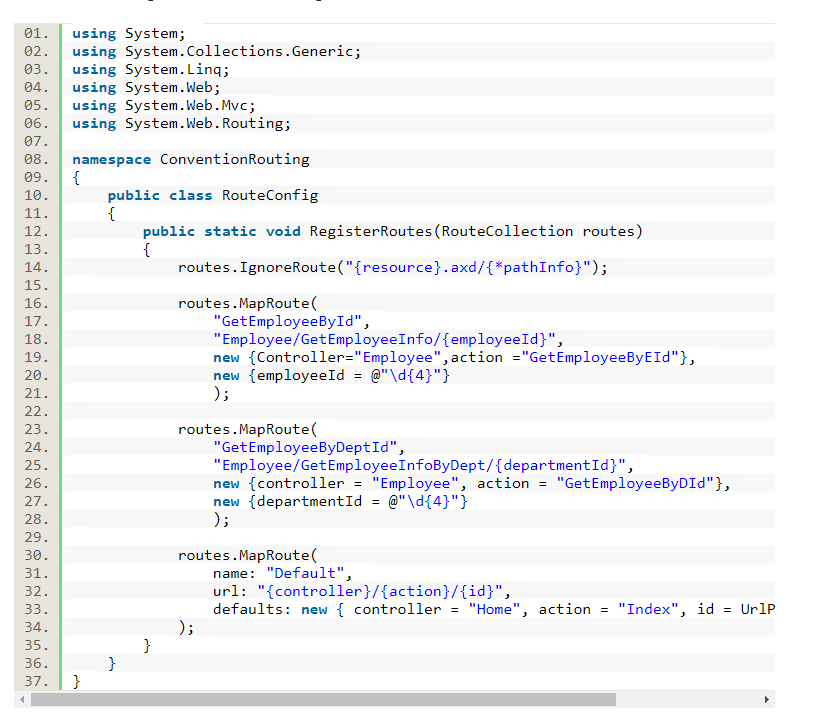 01. using System;
02. using System.Collections.Generic;
03. using System.Linq;
04. using System.Web;
05. using System.Web.Mvc;
06. using System.Web.Routing;
07.
08. namespace ConventionRouting
09. {
10.     public class RouteConfig
11.     {
12.         public static void RegisterRoutes(RouteCollection routes)
13.         {
14.             routes.IgnoreRoute("{resource}.axd/{*pathInfo}");
15.
16.             routes.MapRoute(
17.                 "GetEmployeeById",
18.                 "Employee/GetEmployeeInfo/{employeeId}",
19.                 new {Controller="Employee",action ="GetEmployeeByEId"},
20.                 new {employeeId = @"\d{4}"}
21.                 );
22.
23.             routes.MapRoute(
24.                 "GetEmployeeByDeptId",
25.                 "Employee/GetEmployeeInfoByDept/{departmentId}",
26.                 new {controller = "Employee", action = "GetEmployeeByDId"},
27.                 new {departmentId = @"\d{4}"}
28.                 );
29.
30.             routes.MapRoute(
31.                 name: "Default",
32.                 url: "{controller}/{action}/{id}",
33.                 defaults: new { controller = "Home", action = "Index", id = UrlP
34.             );
35.         }
36.     }
37. }